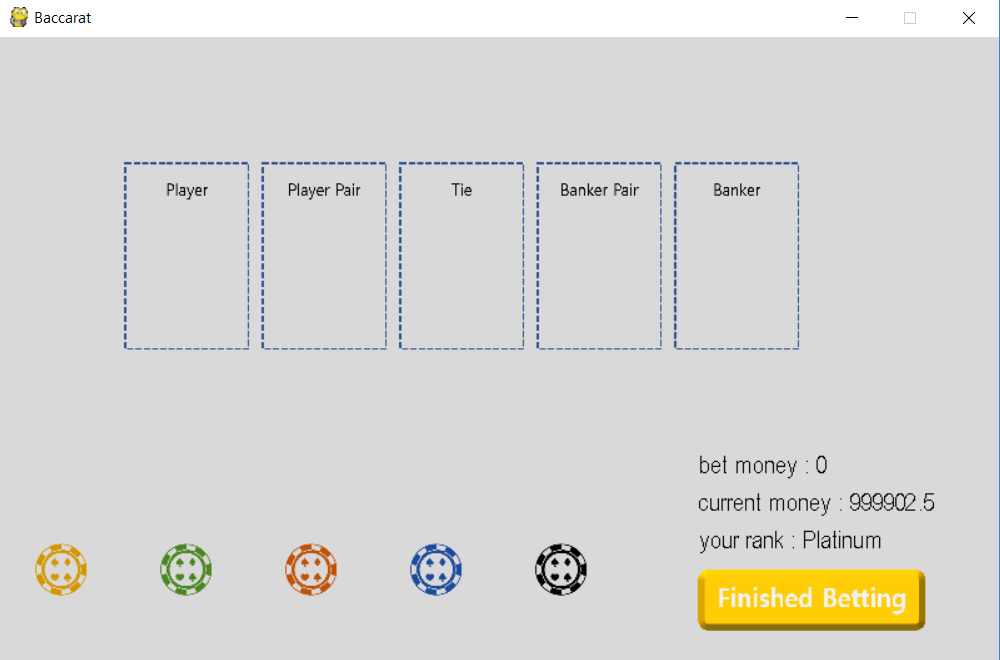 Baccarat
Player
Player Pair
Tie
Banker Pair
Banker
bet money : 0
current money : 999902.5
your rank : Platinum
Finished Betting